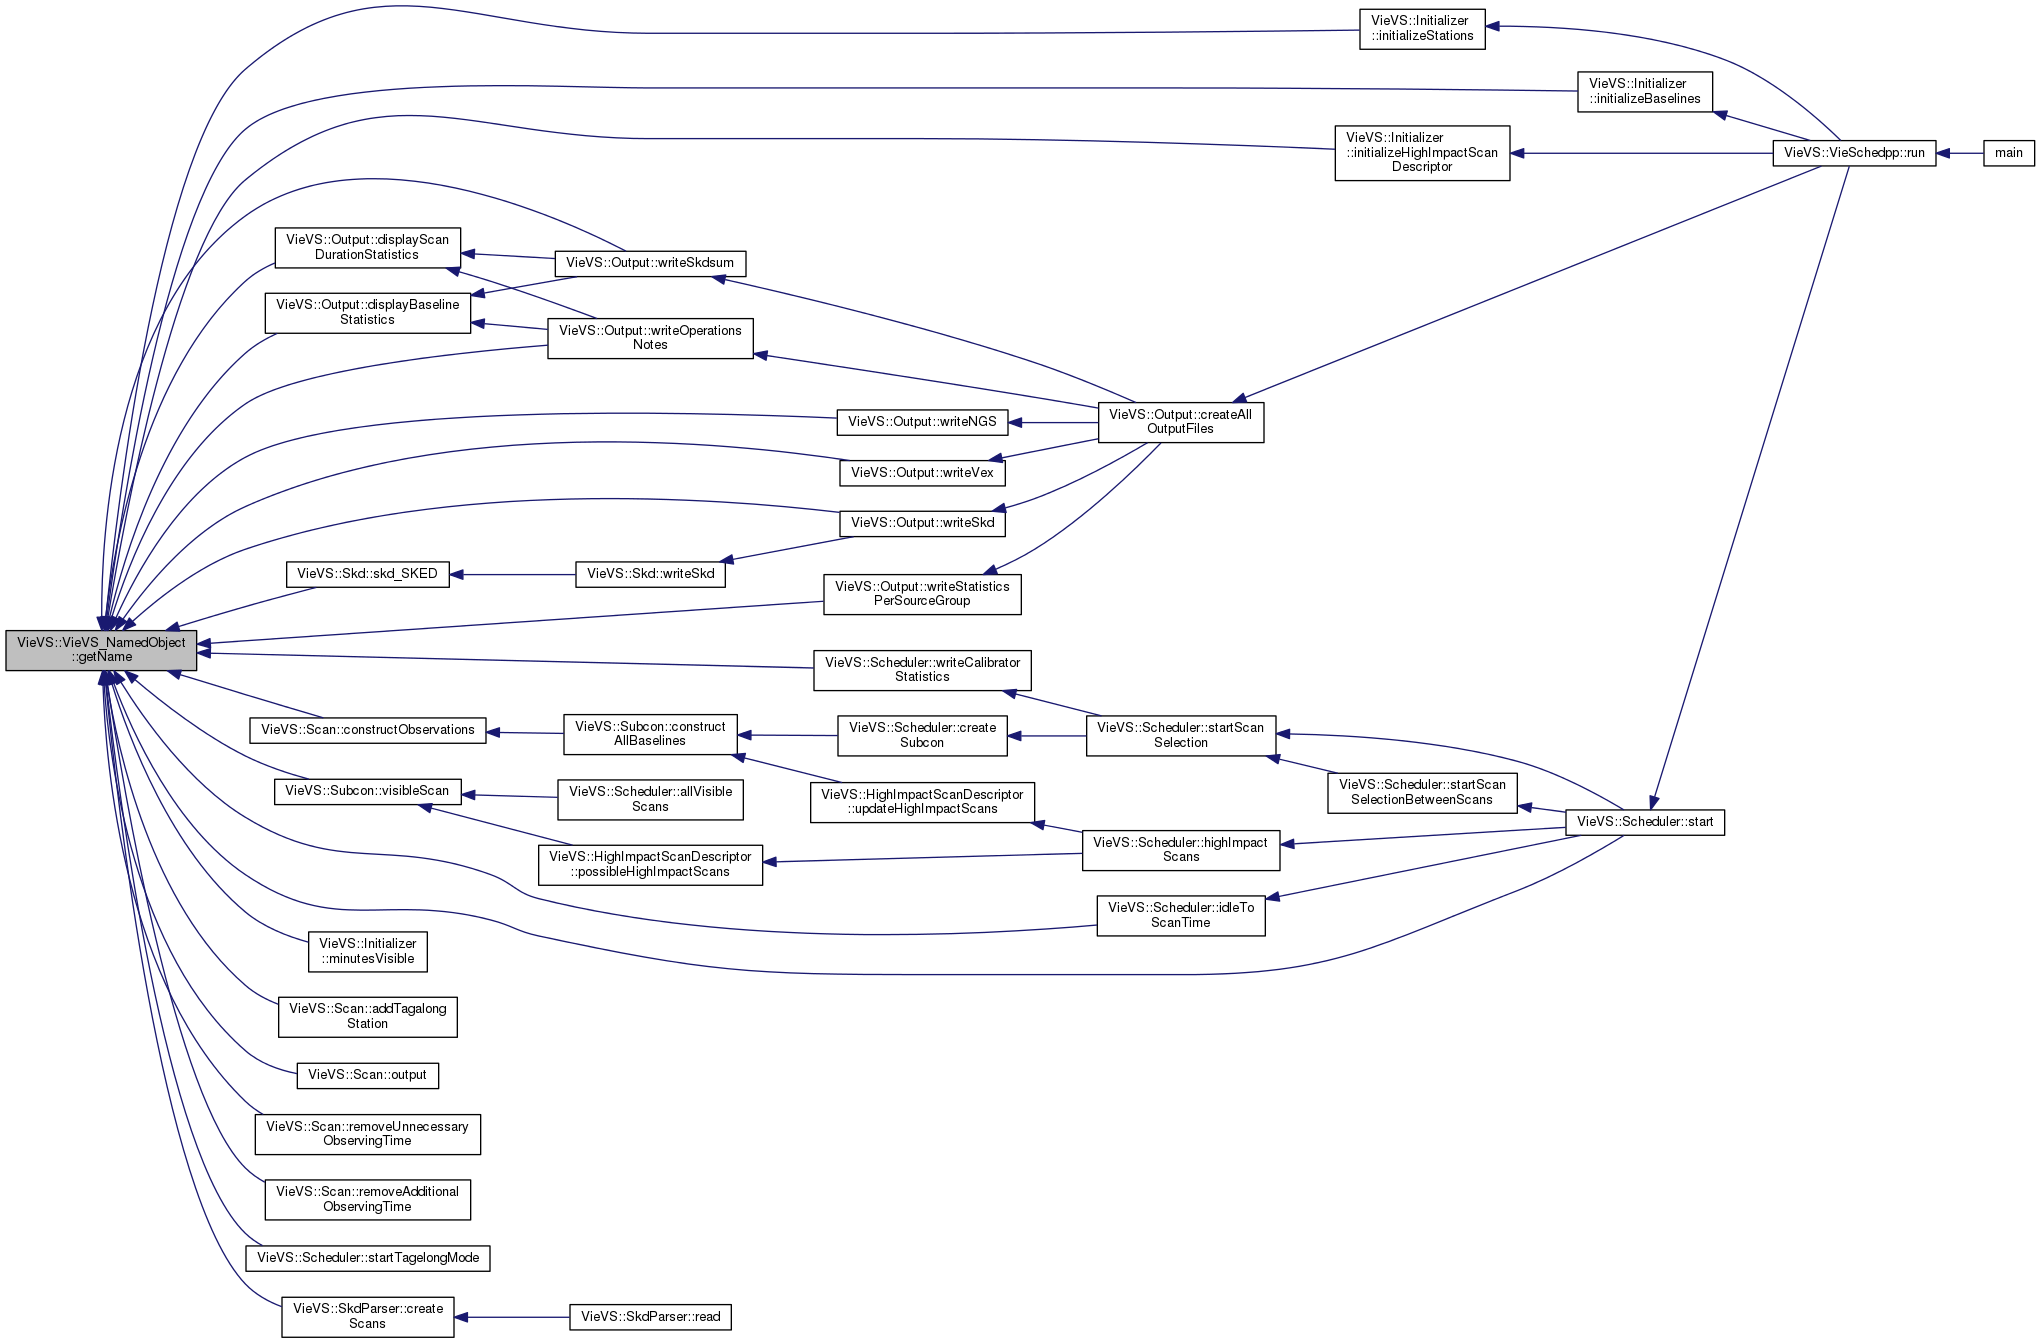 VieVS::Initializer
::initializeStations
VieVS::Initializer
::initializeBaselines
VieVS::Initializer
::initializeHighImpactScan
Descriptor
VieVS::VieSchedpp::run
main
VieVS::Output::displayScan
DurationStatistics
VieVS::Output::writeSkdsum
VieVS::Output::displayBaseline
Statistics
VieVS::Output::writeOperations
Notes
VieVS::Output::createAll
OutputFiles
VieVS::Output::writeNGS
VieVS::Output::writeVex
VieVS::Output::writeSkd
VieVS::Skd::skd_SKED
VieVS::Skd::writeSkd
VieVS::Output::writeStatistics
PerSourceGroup
VieVS::VieVS_NamedObject
::getName
VieVS::Scheduler::writeCalibrator
Statistics
VieVS::Scan::constructObservations
VieVS::Subcon::construct
AllBaselines
VieVS::Scheduler::create
Subcon
VieVS::Scheduler::startScan
Selection
VieVS::Subcon::visibleScan
VieVS::Scheduler::allVisible
Scans
VieVS::HighImpactScanDescriptor
::updateHighImpactScans
VieVS::Scheduler::startScan
SelectionBetweenScans
VieVS::Scheduler::start
VieVS::HighImpactScanDescriptor
::possibleHighImpactScans
VieVS::Scheduler::highImpact
Scans
VieVS::Scheduler::idleTo
ScanTime
VieVS::Initializer
::minutesVisible
VieVS::Scan::addTagalong
Station
VieVS::Scan::output
VieVS::Scan::removeUnnecessary
ObservingTime
VieVS::Scan::removeAdditional
ObservingTime
VieVS::Scheduler::startTagelongMode
VieVS::SkdParser::create
Scans
VieVS::SkdParser::read